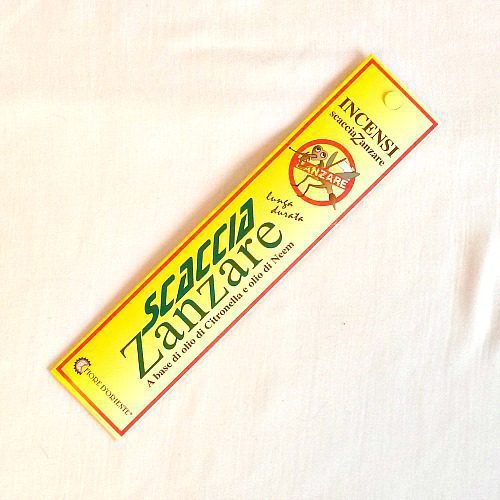 INCENSI
scacciaZanzare
ZANZARE
lunga
durata
SCACCIA
Zanzare
A base di olio di Citronella e olio di Neem
FIORE D'ORIENTE®